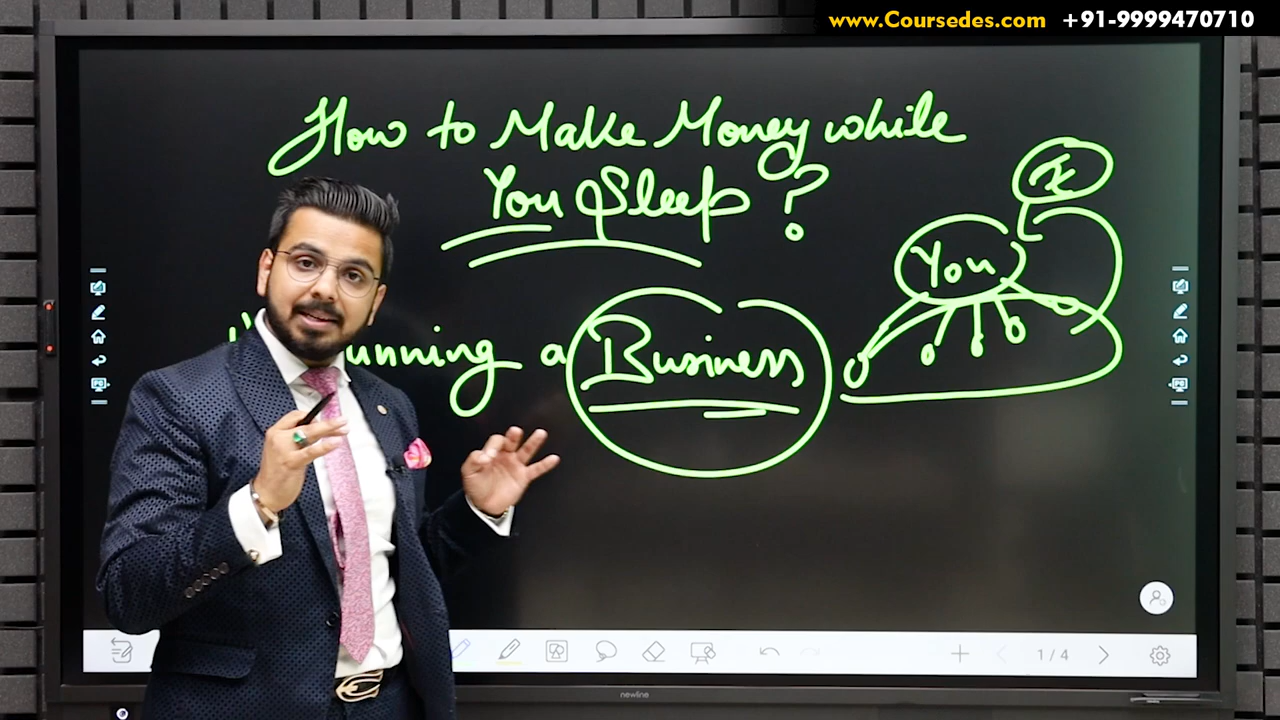 www.Coursedes.com +91-9999470710
How to Make Money while
You Sleep ?
unning a Business
You
1/4
newline